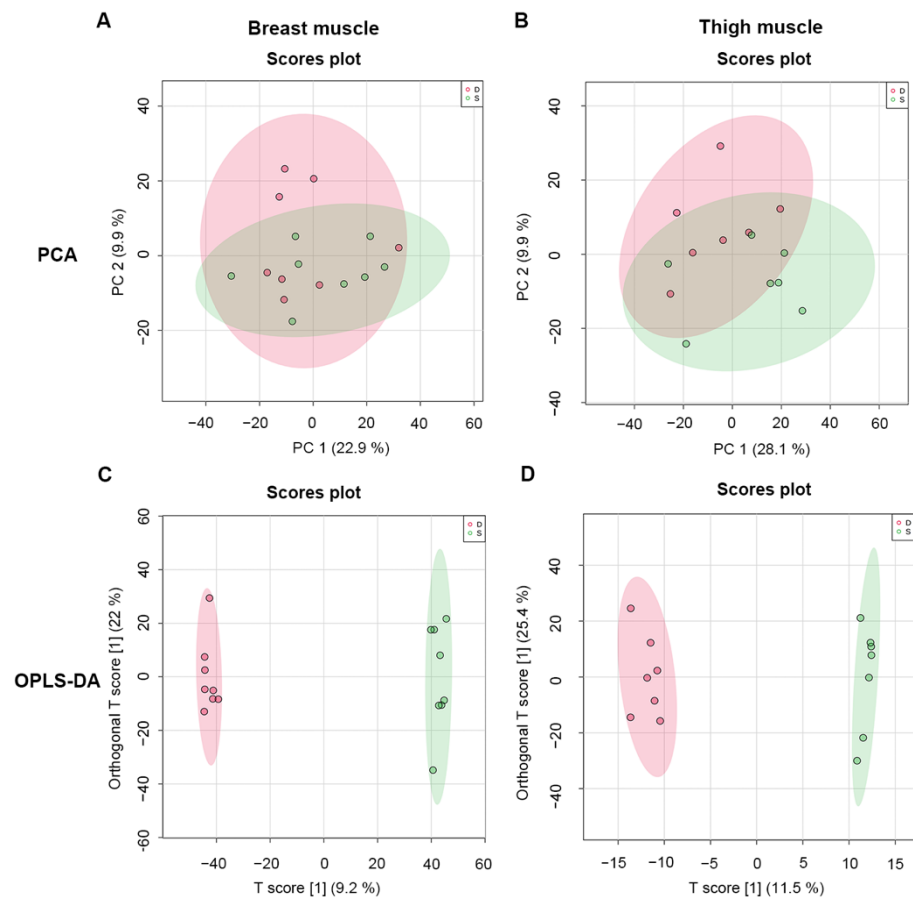 A
Breast muscle
Scores plot
D
S
PCA
PC 2 (9.9 %)
40
20
0
−20
−40 −20 0 20 40 60
PC 1 (22.9 %)
B
Thigh muscle
Scores plot
D
S
PC 2 (9.9 %)
40
20
0
−20
−40
−40 −20 0 20 40 60
PC 1 (28.1 %)
C
Scores plot
D
S
OPLS-DA
Orthogonal T score [1] (22 %)
60
40
20
0
−20
−40
−60
−40 −20 0 20 40 60
T score [1] (9.2 %)
D
Scores plot
D
S
Orthogonal T score [1] (25.4 %)
40
20
0
−20
−40
−15 −10 −5 0 5 10 15
T score [1] (11.5 %)